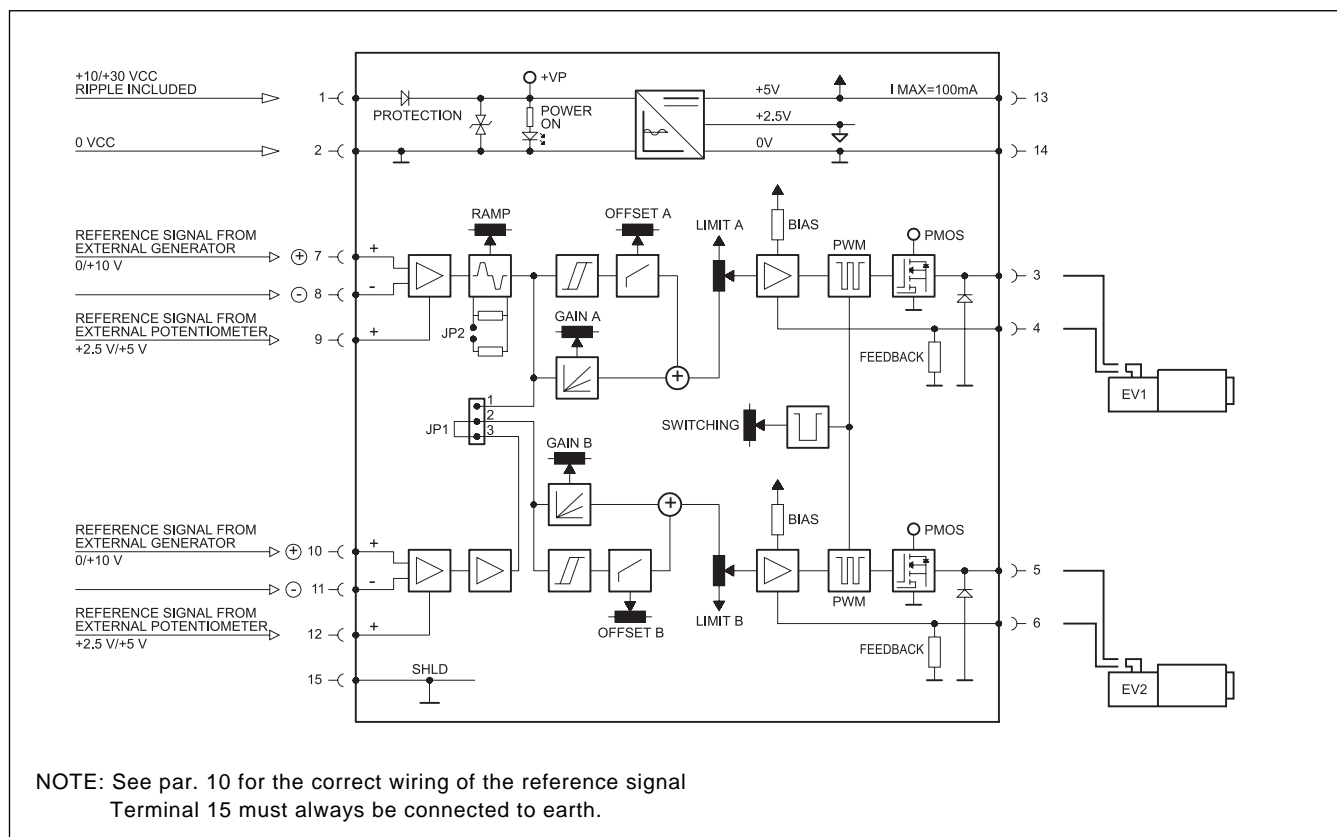 +10/+30 VCC
RIPPLE INCLUDED
1
PROTECTION
+VP
POWER
ON
+5V
I MAX=100mA
13
+2.5V
0 VCC
2
0V
14
REFERENCE SIGNAL FROM
EXTERNAL GENERATOR
0/+10 V
+ 7
+
- 8
-
REFERENCE SIGNAL FROM
EXTERNAL POTENTIOMETER
+2.5 V/+5 V
9
+
RAMP
JP2
OFFSET A
GAIN A
+
LIMIT A
BIAS
PWM
PMOS
3
4
FEEDBACK
EV1
JP1
1
2
3
SWITCHING
GAIN B
+
REFERENCE SIGNAL FROM
EXTERNAL GENERATOR
0/+10 V
+ 10
+
- 11
-
REFERENCE SIGNAL FROM
EXTERNAL POTENTIOMETER
+2.5 V/+5 V
12
+
OFFSET B
LIMIT B
BIAS
PWM
PMOS
5
6
FEEDBACK
EV2
15
SHLD
NOTE: See par. 10 for the correct wiring of the reference signal
Terminal 15 must always be connected to earth.